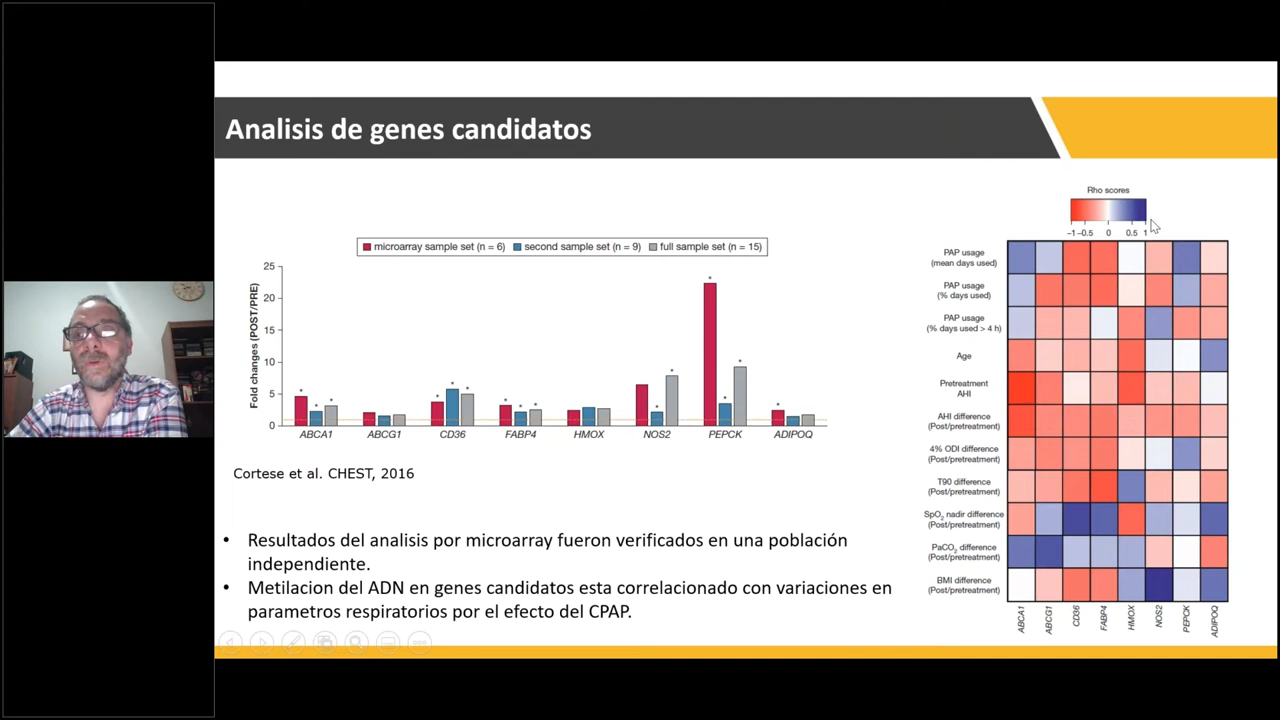 Analisis de genes candidatos
microarray sample set (n = 6) second sample set (n = 9) full sample set (n = 15)
Fold changes (POST/PRE)
25
20
15
10
5
0
* * * * * * * * * * * * * * *
ABCA1 ABCG1 CD36 FABP4 HMOX NOS2 PEPCK ADIPOQ
Cortese et al. CHEST, 2016
• Resultados del analisis por microarray fueron verificados en una población
independiente.
• Metilacion del ADN en genes candidatos esta correlacionado con variaciones en
parametros respiratorios por el efecto del CPAP.
Rho scores
−1 −0.5 0 0.5 1
PAP usage
(mean days used)
PAP usage
(% days used)
PAP usage
(% days used > 4 h)
Age
Pretreatment
AHI
AHI difference
(Post/pretreatment)
4% ODI difference
(Post/pretreatment)
T90 difference
(Post/pretreatment)
SpO2 nadir difference
(Post/pretreatment)
PaCO2 difference
(Post/pretreatment)
BMI difference
(Post/pretreatment)
ABCA1 ABCG1 CD36 FABP4 HMOX NOS2 PEPCK ADIPOQ